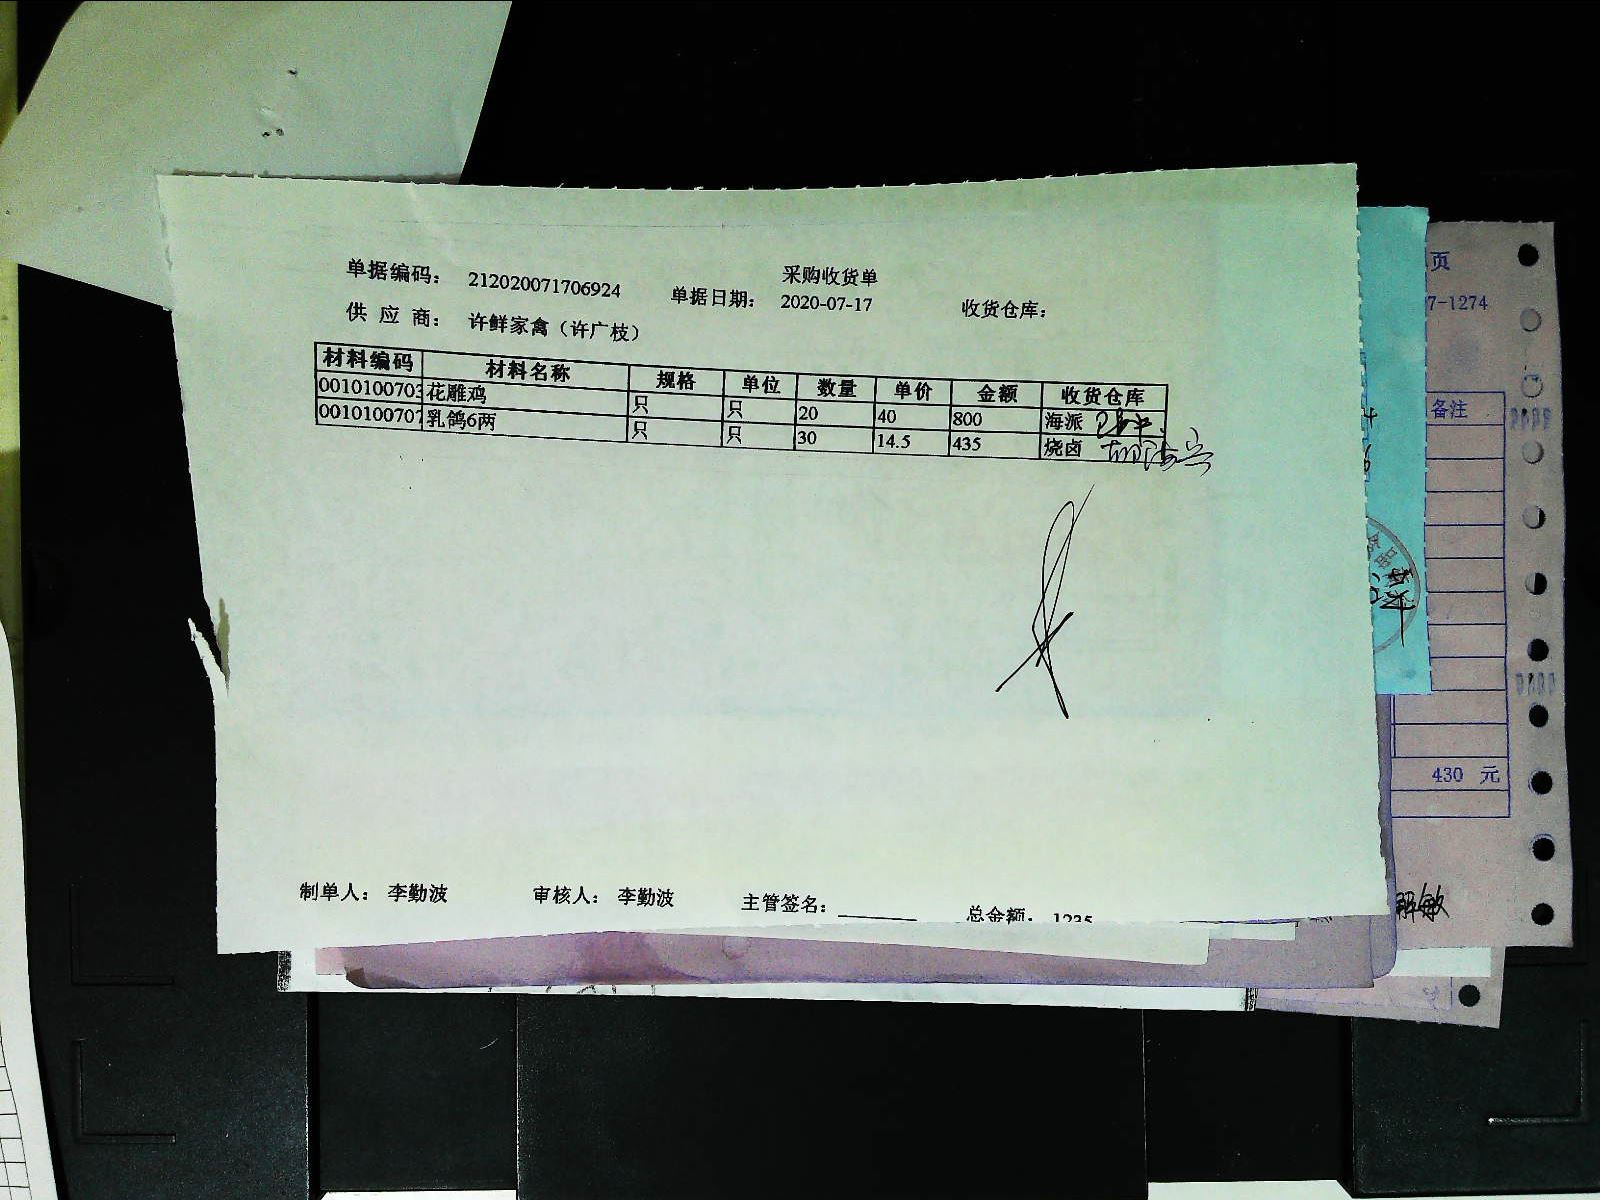 采购收货单
单据编码： 212020071706924 单据日期： 2020-07-17 收货仓库：
供 应 商： 许鲜家禽（许广枝）
材料编码 材料名称 规格 单位 数量 单价 金额 收货仓库
0010100703 花雕鸡 只 只 20 40 800 海派
0010100707 乳鸽6两 只 只 30 14.5 435 烧卤
制单人： 李勤波 审核人： 李勤波 主管签名： 总金额： 1235
页
7-1274
备注
430 元